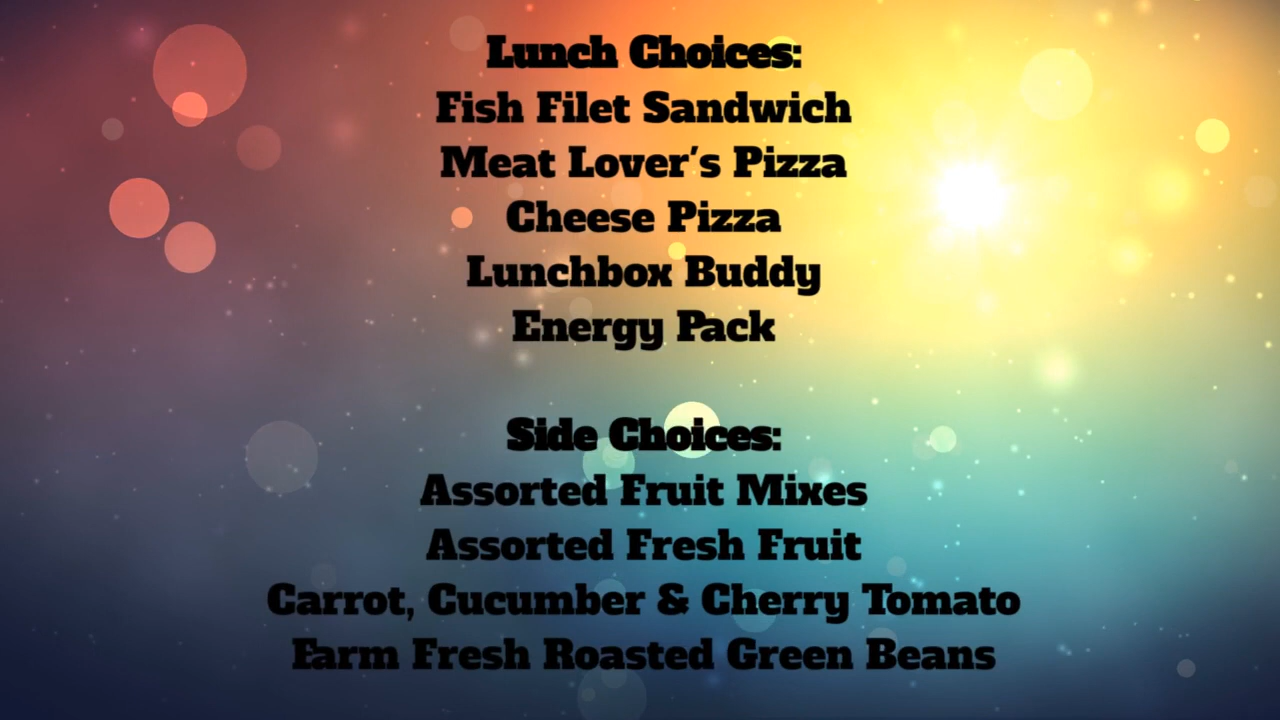 Lunch Choices:
Fish Filet Sandwich
Meat Lover's Pizza
Cheese Pizza
Lunchbox Buddy
Energy Pack
Side Choices:
Assorted Fruit Mixes
Assorted Fresh Fruit
Carrot, Cucumber & Cherry Tomato
Farm Fresh Roasted Green Beans